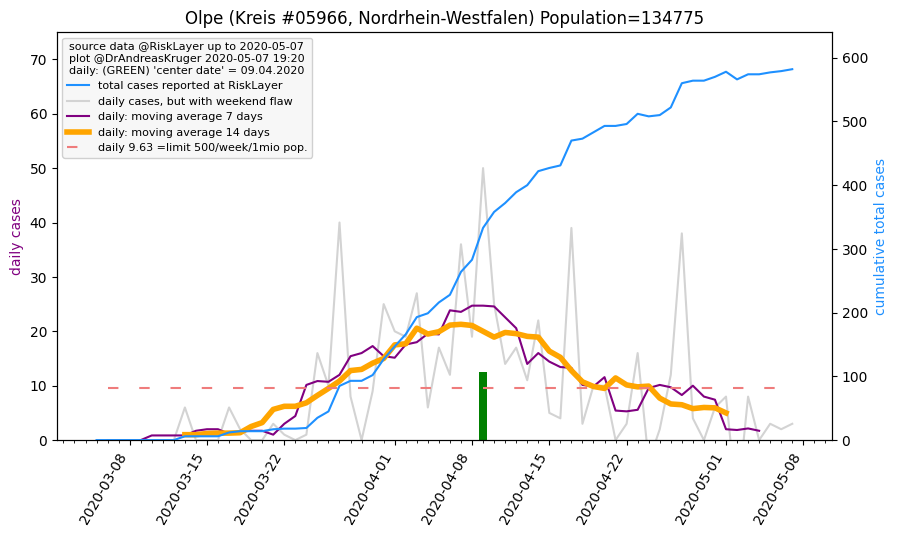 Olpe (Kreis #05966, Nordrhein-Westfalen) Population=134775
source data @RiskLayer up to 2020-05-07
plot @DrAndreasKruger 2020-05-07 19:20
daily: (GREEN) 'center date' = 09.04.2020
total cases reported at RiskLayer
daily cases, but with weekend flaw
daily: moving average 7 days
daily: moving average 14 days
daily 9.63 =limit 500/week/1mio pop.
daily cases
70
60
50
40
30
20
10
0
cumulative total cases
600
500
400
300
200
100
0
2020-03-08
2020-03-15
2020-03-22
2020-04-01
2020-04-08
2020-04-15
2020-04-22
2020-05-01
2020-05-08